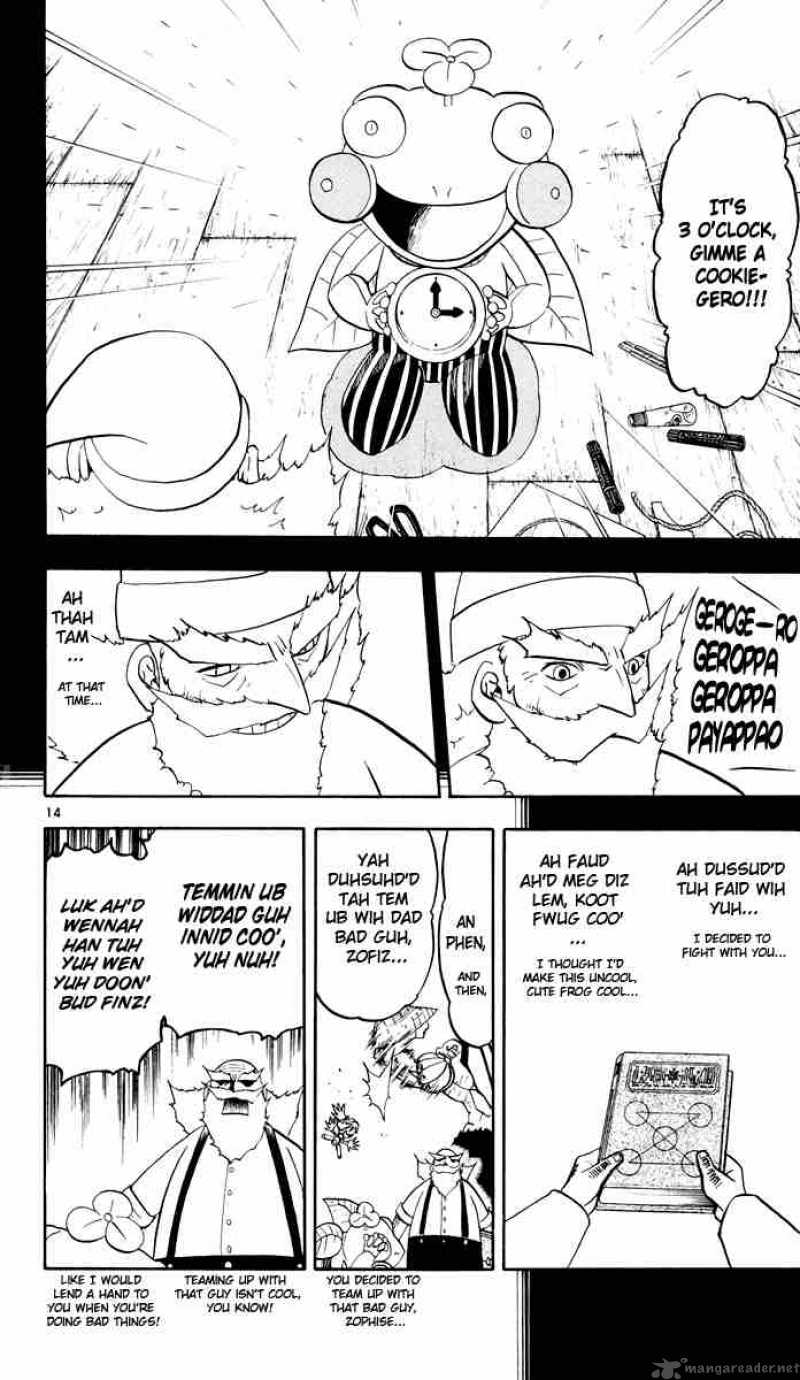 IT'S
3 O'CLOCK,
GIMME A
COOKIE-
GERO!!!
GEROGE-RO
GEROPPA
GEROPPA
PAYAPPAO
AH
THAH
TAM
...
AT THAT
TIME...
14
AH DUSSUD'D
TUH FAID WIH
YUH...
I DECIDED TO
FIGHT WITH YOU...
AH FAUD
AH'D MEG DIZ
LEM, KOOT
FWUG COO'
...
I THOUGHT I'D
MAKE THIS UNCOOL,
CUTE FROG COOL...
AN
PHEN,
AND
THEN,
YAH
DUHSUHD'D
TAH TEM
UB WIH DAD
BAD GUH,
ZOFIZ...
YOU DECIDED TO
TEAM UP WITH
THAT BAD GUY,
ZOPHISE...
TEMMIN UB
WIDDAD GUH
INNID COO',
YUH NUH!
TEAMING UP WITH
THAT GUY ISN'T COOL,
YOU KNOW!
LUK AH'D
WENNAH
HAN TUH
YUH WEN
YUH DOON'
BUD FINZ!
LIKE I WOULD
LEND A HAND TO
YOU WHEN YOU'RE
DOING BAD THINGS!
mangareader.net